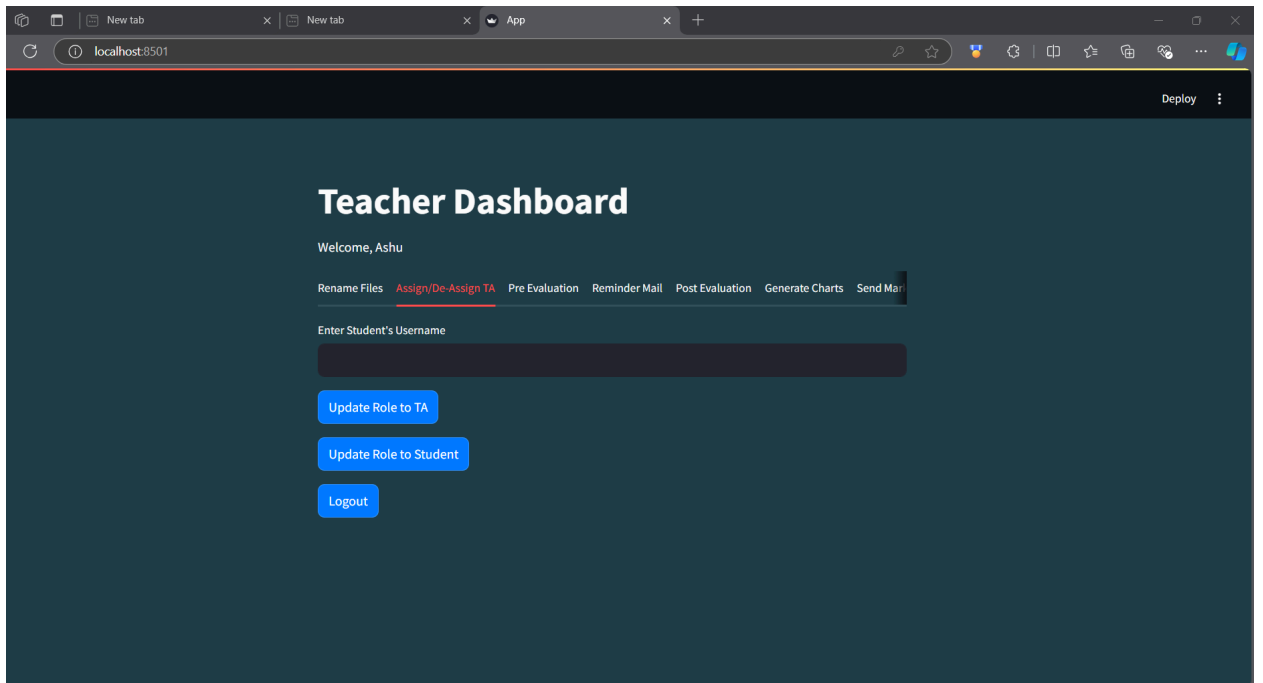 New tab New tab App
localhost:8501
Deploy
Teacher Dashboard
Welcome, Ashu
Rename Files Assign/De-Assign TA Pre Evaluation Reminder Mail Post Evaluation Generate Charts Send Mar
Enter Student's Username
Update Role to TA
Update Role to Student
Logout